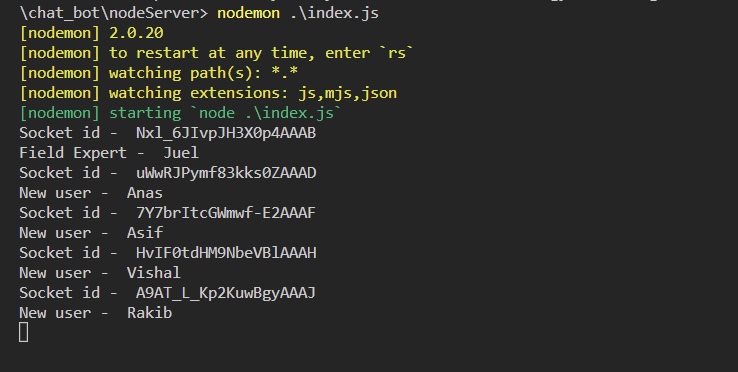 \chat_bot\nodeServer> nodemon .\index.js
[nodemon] 2.0.20
[nodemon] to restart at any time, enter `rs`
[nodemon] watching path(s): *.*
[nodemon] watching extensions: js,mjs,json
[nodemon] starting `node .\index.js`
Socket id -  Nxl_6JIvpJH3X0p4AAAB
Field Expert -  Juel
Socket id -  uWwRJPymf83kks0ZAAAD
New user -  Anas
Socket id -  7Y7brItcGWmwf-E2AAAF
New user -  Asif
Socket id -  HvIF0tdHM9NbeVBlAAAH
New user -  Vishal
Socket id -  A9AT_L_Kp2KuwBgyAAAJ
New user -  Rakib